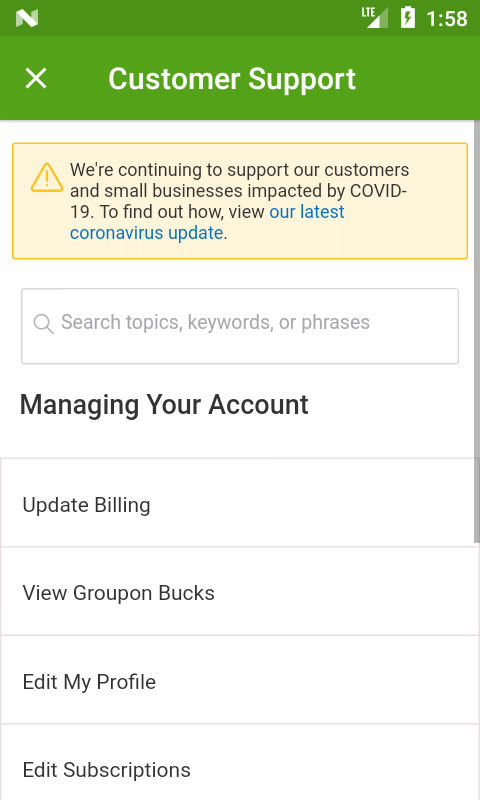 LTE 1:58
Customer Support
We're continuing to support our customers
and small businesses impacted by COVID-
19. To find out how, view our latest
coronavirus update.
Search topics, keywords, or phrases
Managing Your Account
Update Billing
View Groupon Bucks
Edit My Profile
Edit Subscriptions